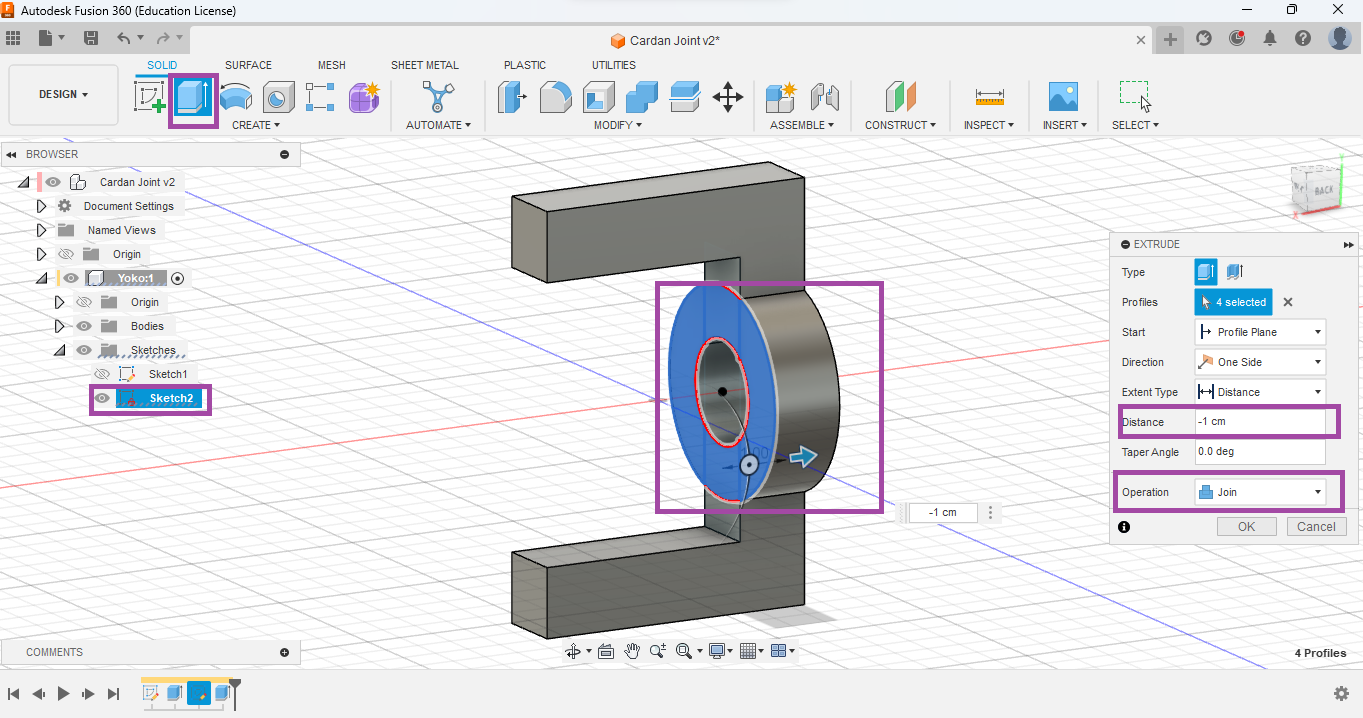 Autodesk Fusion 360 (Education License)
Cardan Joint v2*
SOLID SURFACE MESH SHEET METAL PLASTIC UTILITIES
DESIGN
CREATE AUTOMATE MODIFY ASSEMBLE CONSTRUCT INSPECT INSERT SELECT
BROWSER
Cardan Joint v2
Document Settings
Named Views
Origin
Yoko:1
Origin
Bodies
Sketches
Sketch1
Sketch2
BACK
X
EXTRUDE
Type
Profiles 4 selected
Start Profile Plane
Direction One Side
Extent Type Distance
Distance -1 cm
Taper Angle 0.0 deg
Operation Join
OK Cancel
-1 cm
COMMENTS
4 Profiles